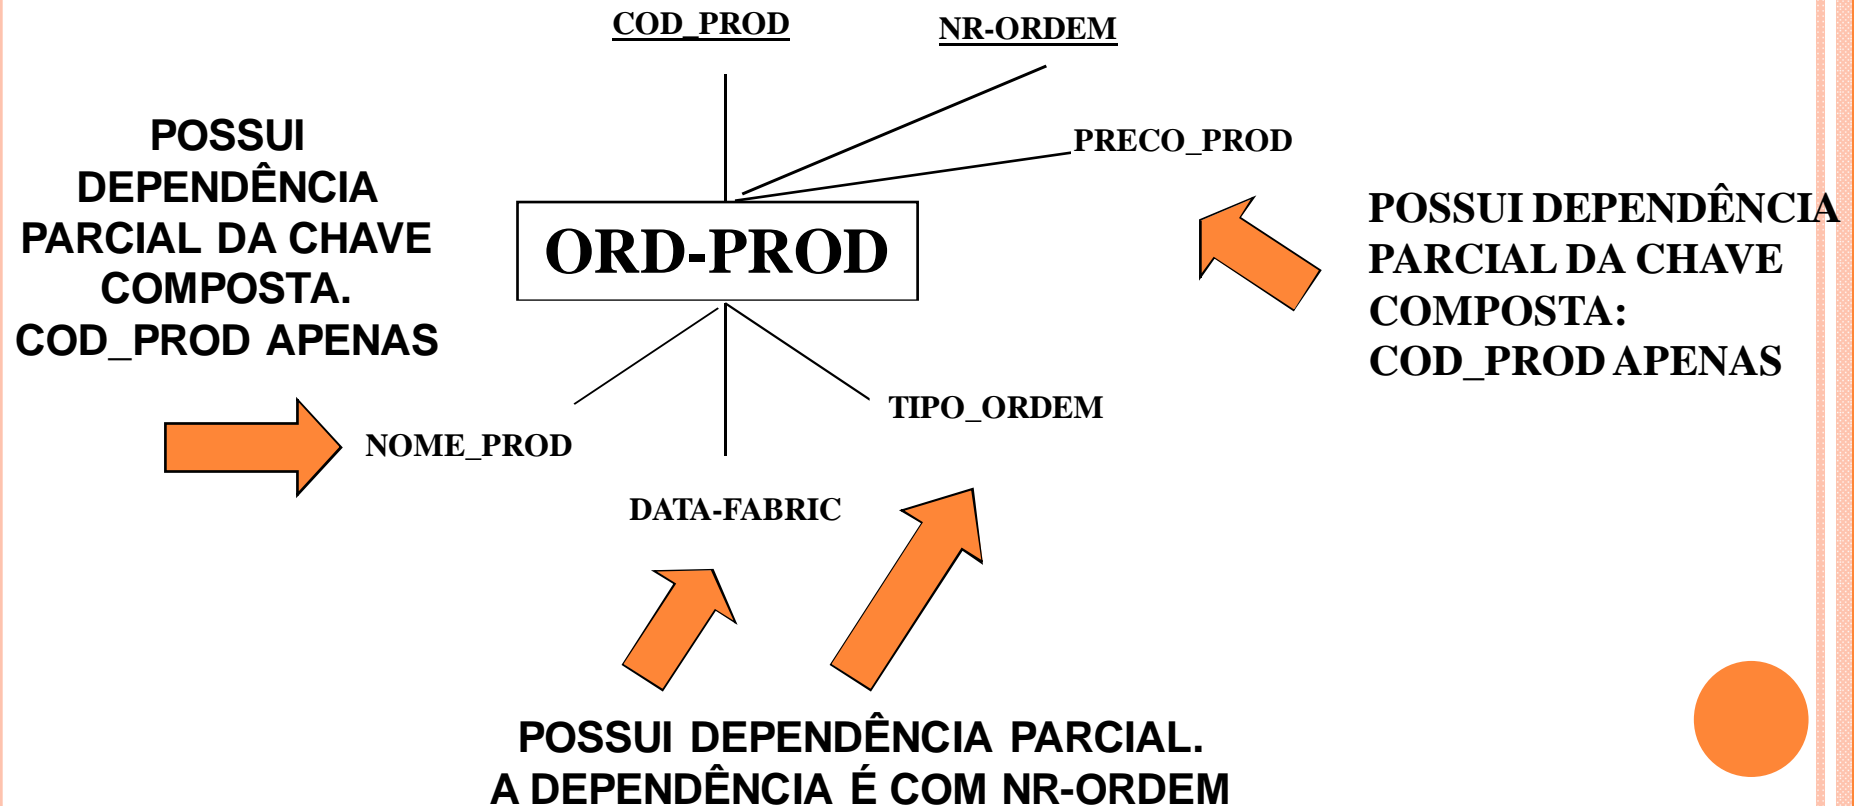 COD_PROD
NR-ORDEM
POSSUI
DEPENDÊNCIA
PARCIAL DA CHAVE
COMPOSTA.
COD_PROD APENAS
PRECO_PROD
ORD-PROD
POSSUI DEPENDÊNCIA
PARCIAL DA CHAVE
COMPOSTA:
COD_PROD APENAS
TIPO_ORDEM
NOME_PROD
DATA-FABRIC
POSSUI DEPENDÊNCIA PARCIAL.
A DEPENDÊNCIA É COM NR-ORDEM